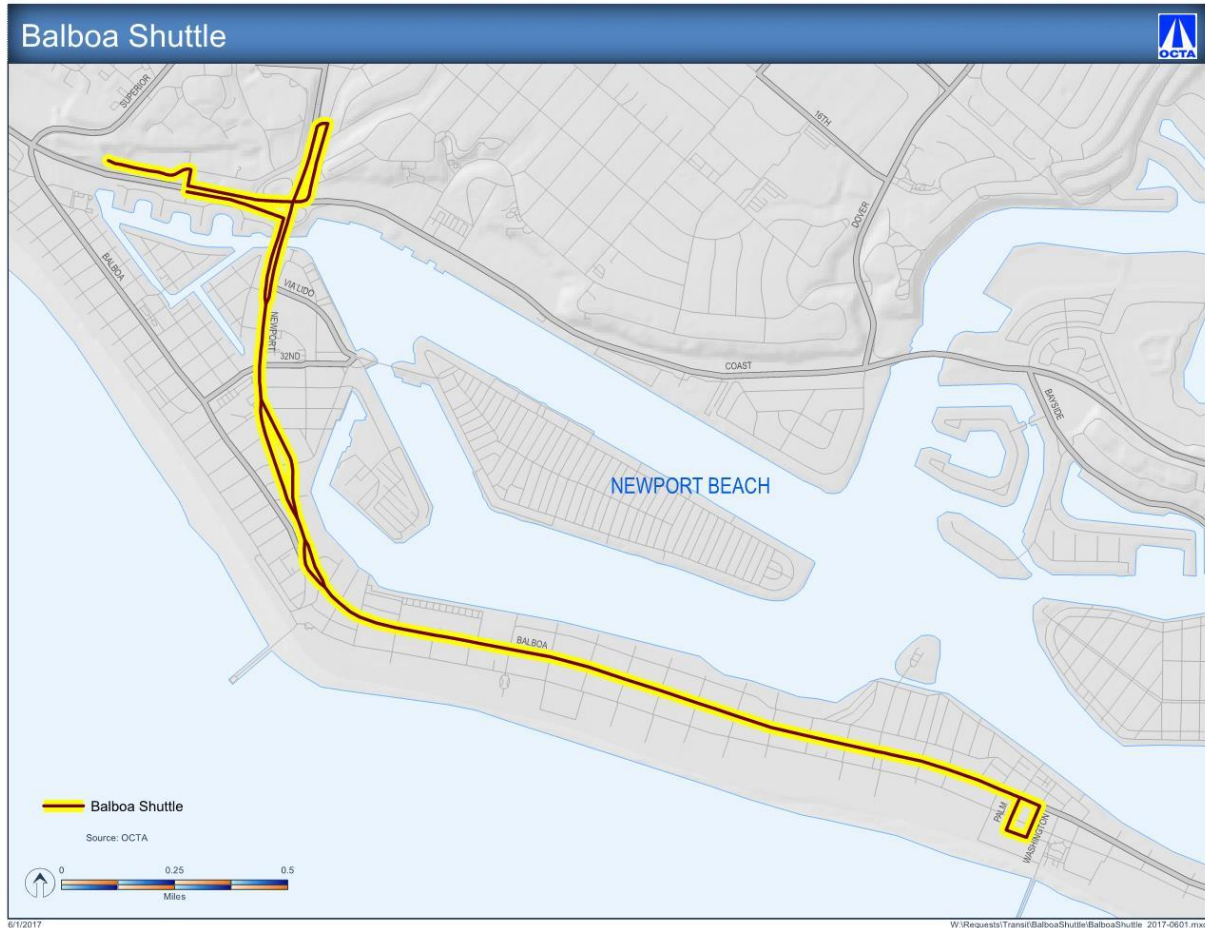 Balboa Shuttle
OCTA
SUPERIOR
16TH
DOVER
BALBOA
VIA LIDO
NEWPORT
32ND
COAST
BAYSIDE
NEWPORT BEACH
BALBOA
PALM
WASHINGTON
Balboa Shuttle
Source: OCTA
0 0.25 0.5
Miles
6/1/2017
W:\Requests\Transit\BalboaShuttle\BalboaShuttle_2017-0601.mxd